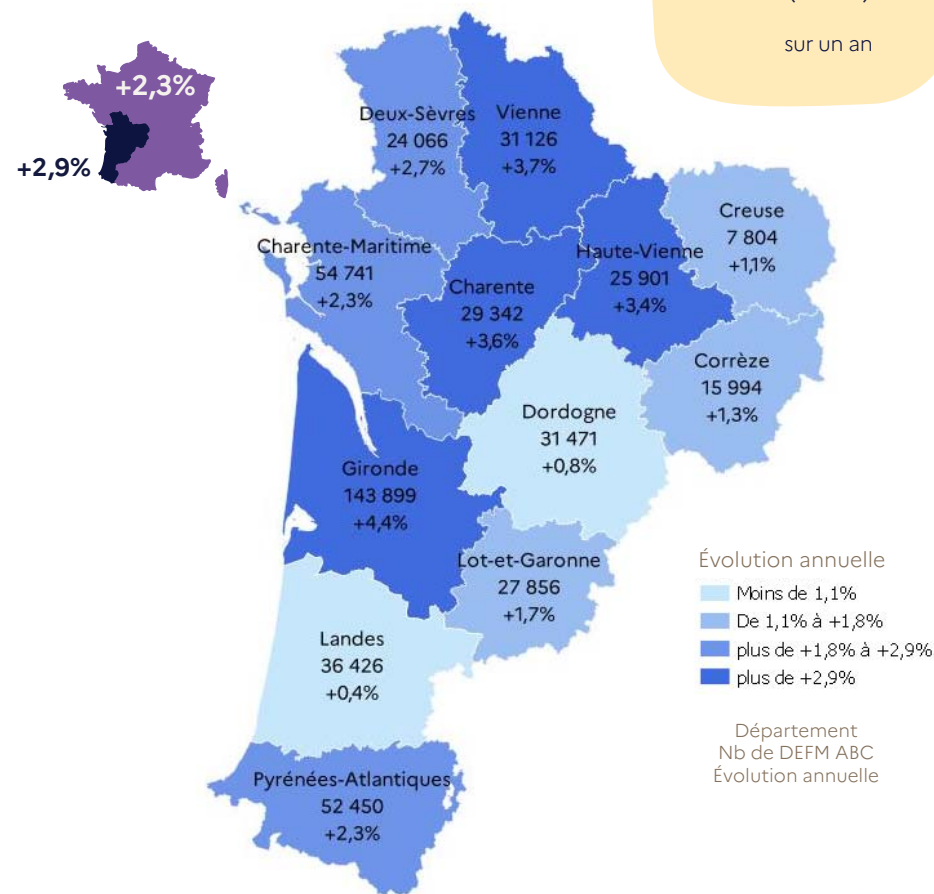 sur un an
+2,3%
+2,9%
Deux-Sèvres
24 066
+2,7%
Vienne
31 126
+3,7%
Creuse
7 804
+1,1%
Charente-Maritime
54 741
+2,3%
Haute-Vienne
25 901
+3,4%
Charente
29 342
+3,6%
Corrèze
15 994
+1,3%
Dordogne
31 471
+0,8%
Gironde
143 899
+4,4%
Lot-et-Garonne
27 856
+1,7%
Landes
36 426
+0,4%
Pyrénées-Atlantiques
52 450
+2,3%
Évolution annuelle
Moins de 1,1%
De 1,1% à +1,8%
plus de +1,8% à +2,9%
plus de +2,9%
Département
Nb de DEFM ABC
Évolution annuelle